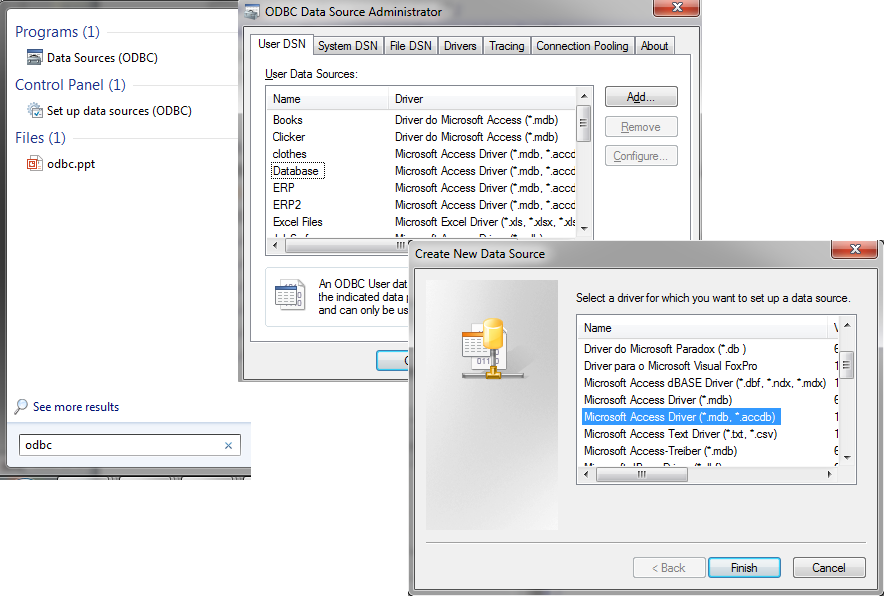 Programs (1)
Data Sources (ODBC)
Control Panel (1)
Set up data sources (ODBC)
Files (1)
odbc.ppt
See more results
odbc
ODBC Data Source Administrator
User DSN System DSN File DSN Drivers Tracing Connection Pooling About
User Data Sources:
Name Driver
Books Driver do Microsoft Access (*.mdb)
Clicker Driver do Microsoft Access (*.mdb)
clothes Microsoft Access Driver (*.mdb, *.accd
Database Microsoft Access Driver (*.mdb, *.accd
ERP Microsoft Access Driver (*.mdb, *.accd
ERP2 Microsoft Access Driver (*.mdb, *.accd
Excel Files Microsoft Excel Driver (*.xls, *.xlsx, *.xls
Add...
Remove
Configure...
An ODBC User dat
the indicated data
and can only be us
Create New Data Source
Select a driver for which you want to set up a data source.
Name
Driver do Microsoft Paradox (*.db ) 6
Driver para o Microsoft Visual FoxPro 1
Microsoft Access dBASE Driver (*.dbf, *.ndx, *.mdx) 1
Microsoft Access Driver (*.mdb) 6
Microsoft Access Driver (*.mdb, *.accdb) 1
Microsoft Access Text Driver (*.txt, *.csv) 1
Microsoft Access-Treiber (*.mdb) 6
< Back Finish Cancel